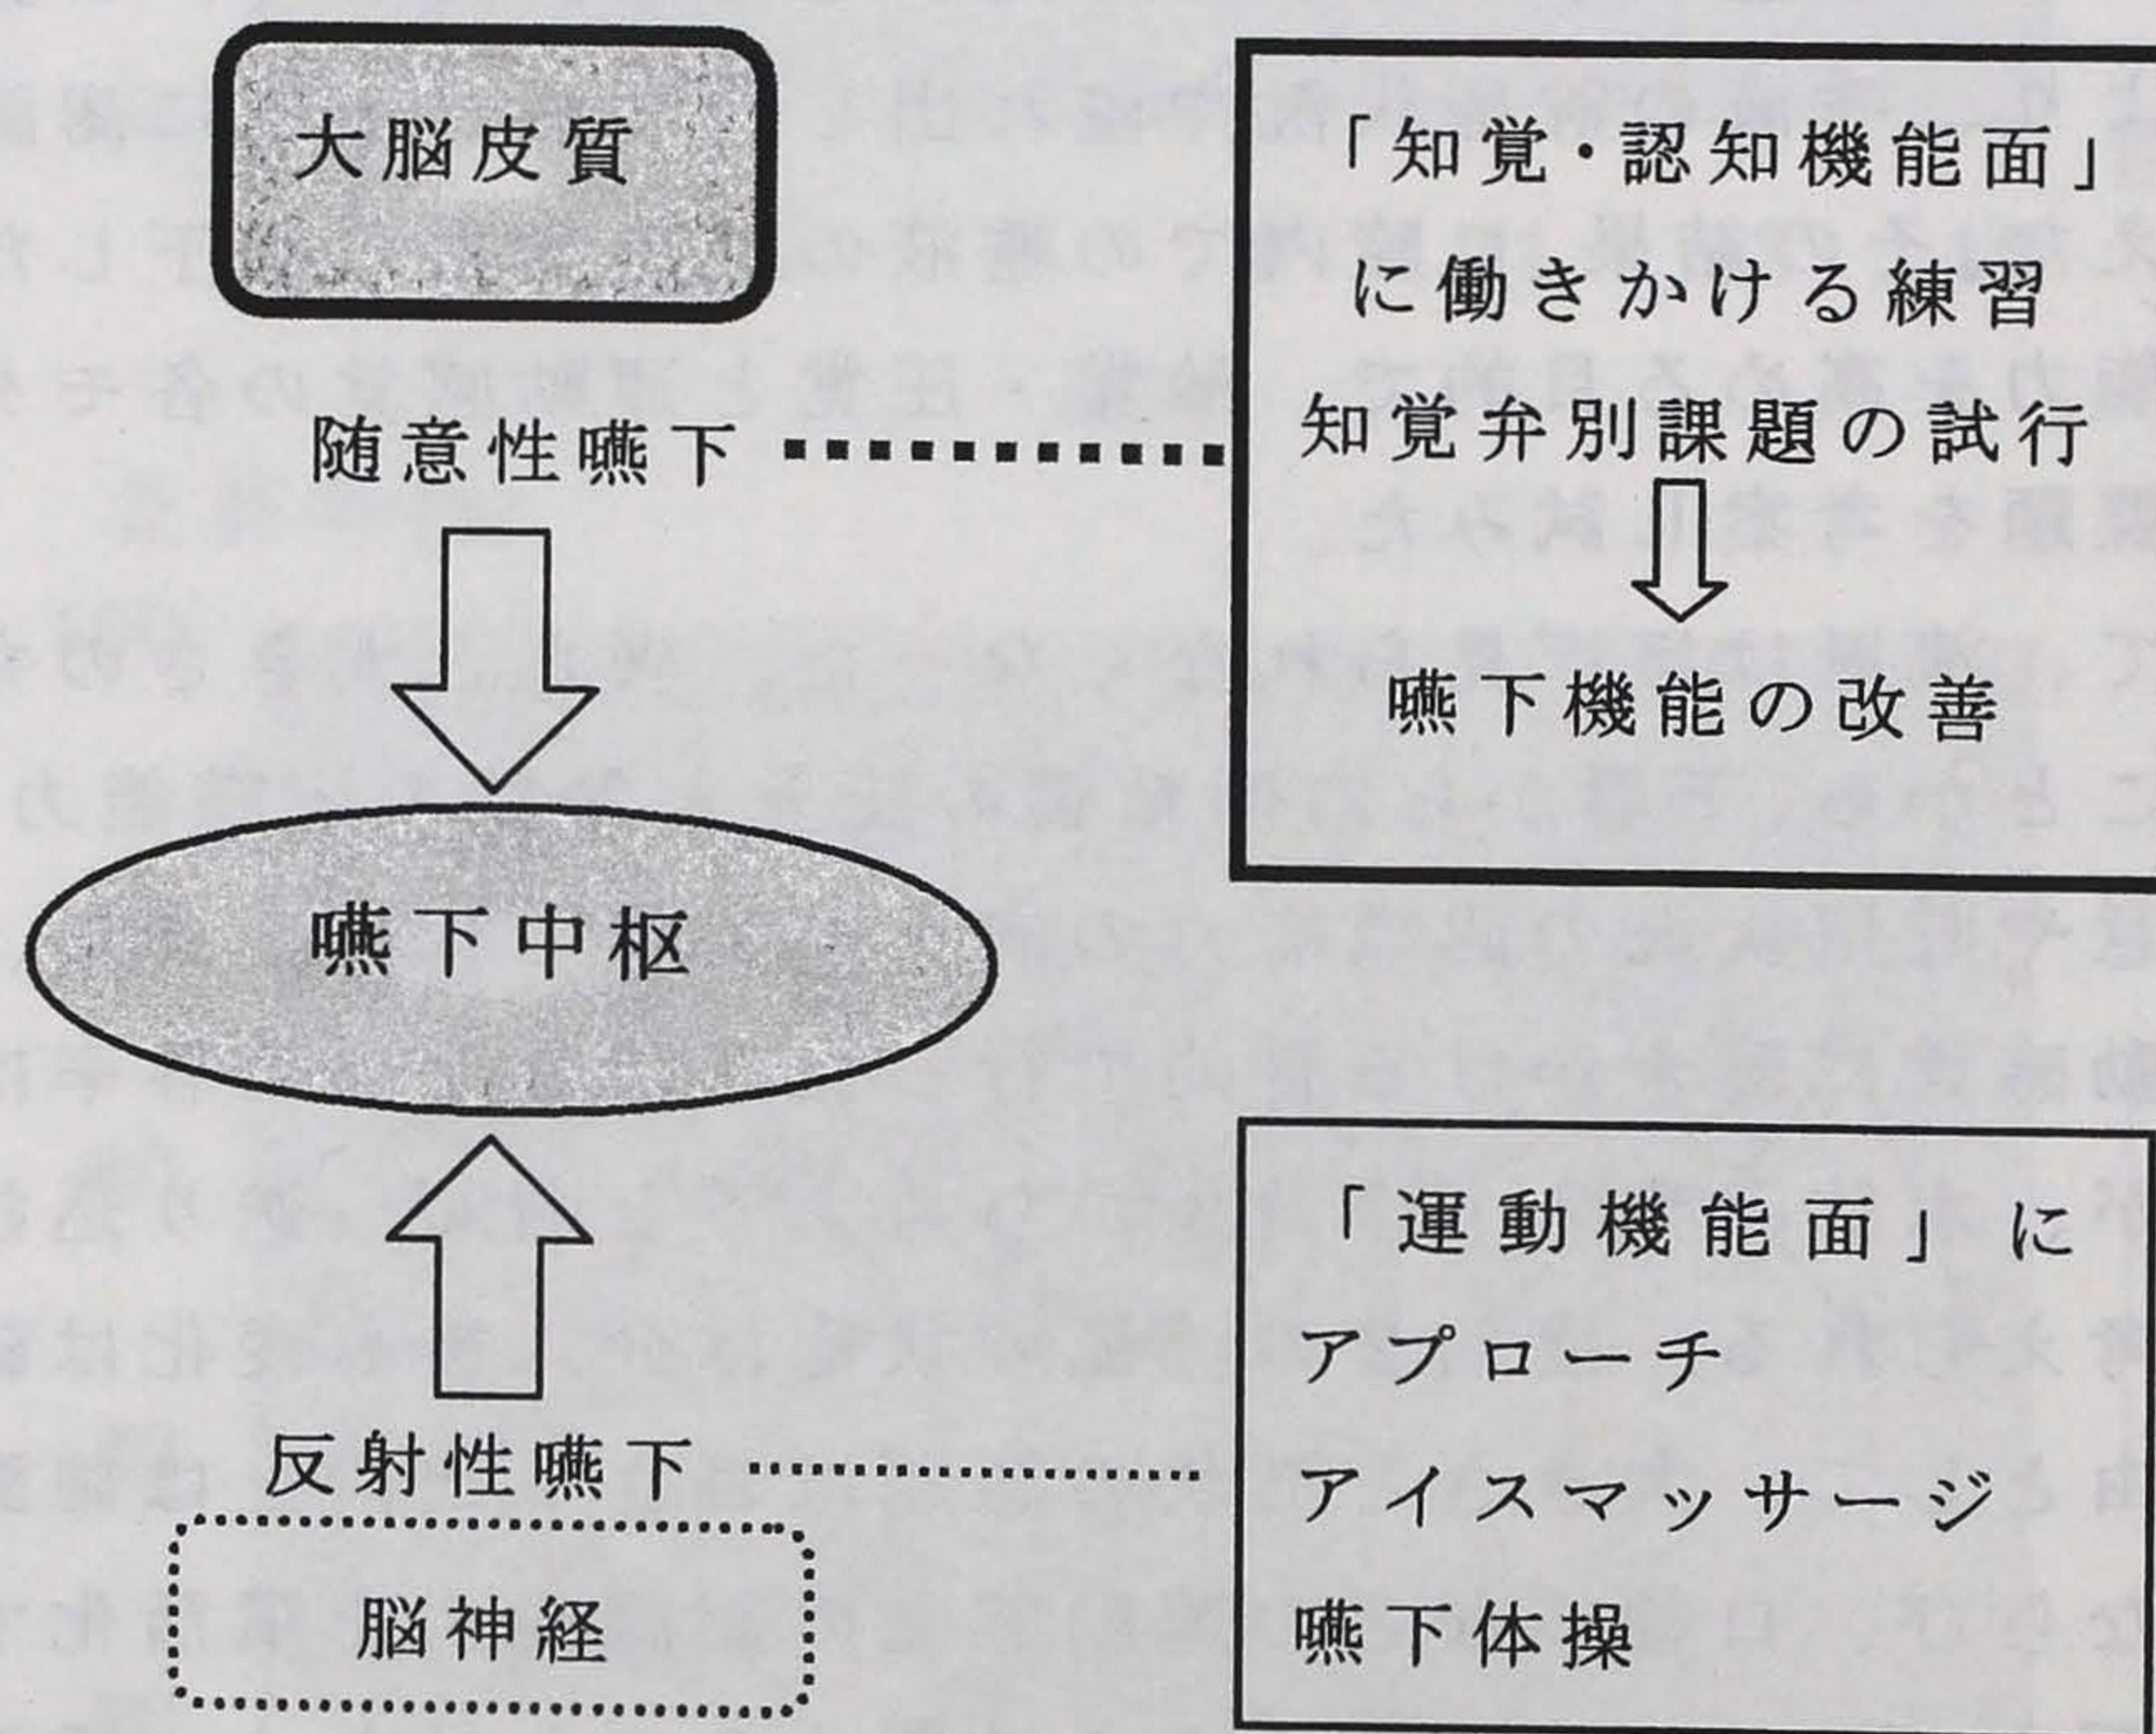 大脳皮質
随意性嚥下
嚥下中枢
反射性嚥下
脳神経
「知覚・認知機能面」
に働きかける練習
知覚弁別課題の試行
嚥下機能の改善
「運動機能面」に
アプローチ
アイスマッサージ
嚥下体操